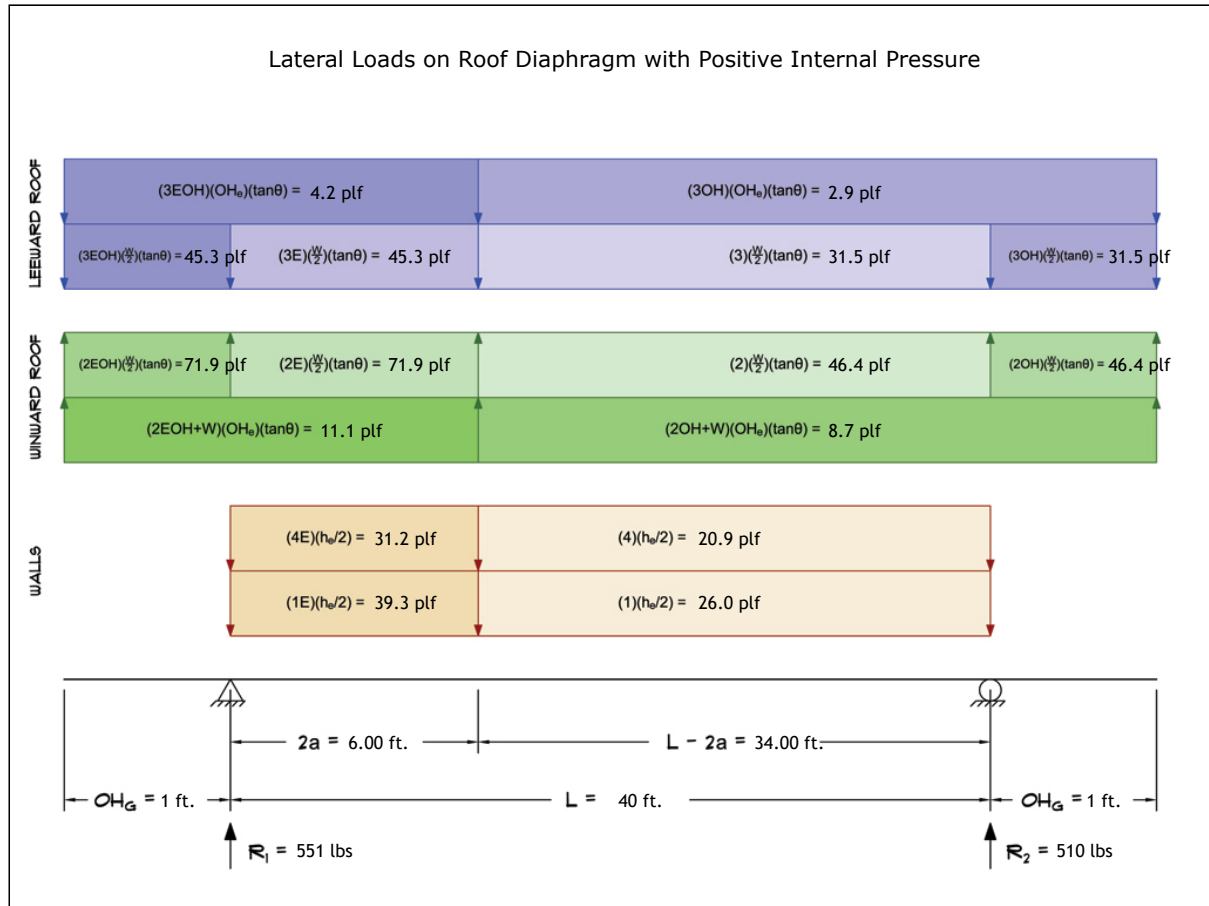 Lateral Loads on Roof Diaphragm with Positive Internal Pressure
LEEWARD ROOF
(3EOH)(OHₑ)(tanθ) = 4.2 plf
(3OH)(OHₑ)(tanθ) = 2.9 plf
(3EOH)(W/2)(tanθ) = 45.3 plf
(3E)(W/2)(tanθ) = 45.3 plf
(3)(W/2)(tanθ) = 31.5 plf
(3OH)(W/2)(tanθ) = 31.5 plf
WINWARD ROOF
(2EOH)(W/2)(tanθ) = 71.9 plf
(2E)(W/2)(tanθ) = 71.9 plf
(2)(W/2)(tanθ) = 46.4 plf
(2OH)(W/2)(tanθ) = 46.4 plf
(2EOH+W)(OHₑ)(tanθ) = 11.1 plf
(2OH+W)(OHₑ)(tanθ) = 8.7 plf
WALLS
(4E)(hₑ/2) = 31.2 plf
(4)(hₑ/2) = 20.9 plf
(1E)(hₑ/2) = 39.3 plf
(1)(hₑ/2) = 26.0 plf
2a = 6.00 ft.
L - 2a = 34.00 ft.
OH_G = 1 ft.
L = 40 ft.
OH_G = 1 ft.
R₁ = 551 lbs
R₂ = 510 lbs